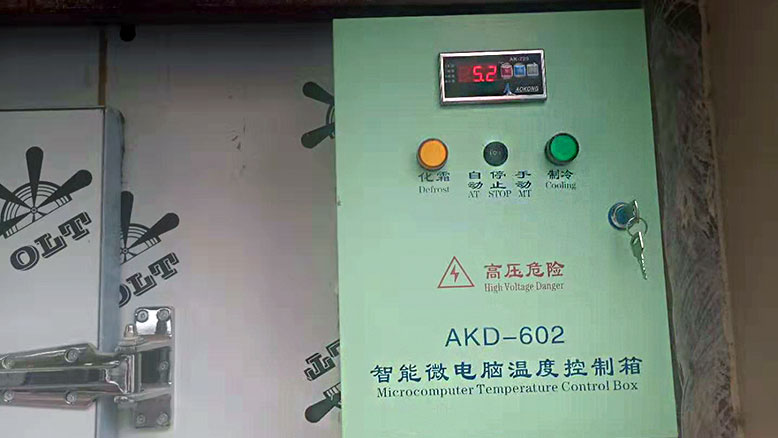 AK-703
5.2
AOKONG
化霜
Defrost
自动
AT
停止
STOP
手动
MT
制冷
Cooling
高压危险
High Voltage Danger
AKD-602
智能微电脑温度控制箱
Microcomputer Temperature Control Box
OLT
OLT
OLT